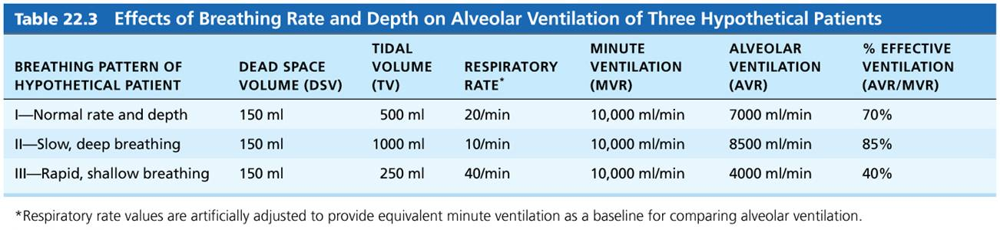 Table 22.3 Effects of Breathing Rate and Depth on Alveolar Ventilation of Three Hypothetical Patients
BREATHING PATTERN OF HYPOTHETICAL PATIENT DEAD SPACE VOLUME (DSV) TIDAL VOLUME (TV) RESPIRATORY RATE* MINUTE VENTILATION (MVR) ALVEOLAR VENTILATION (AVR) % EFFECTIVE VENTILATION (AVR/MVR)
I—Normal rate and depth 150 ml 500 ml 20/min 10,000 ml/min 7000 ml/min 70%
II—Slow, deep breathing 150 ml 1000 ml 10/min 10,000 ml/min 8500 ml/min 85%
III—Rapid, shallow breathing 150 ml 250 ml 40/min 10,000 ml/min 4000 ml/min 40%
*Respiratory rate values are artificially adjusted to provide equivalent minute ventilation as a baseline for comparing alveolar ventilation.